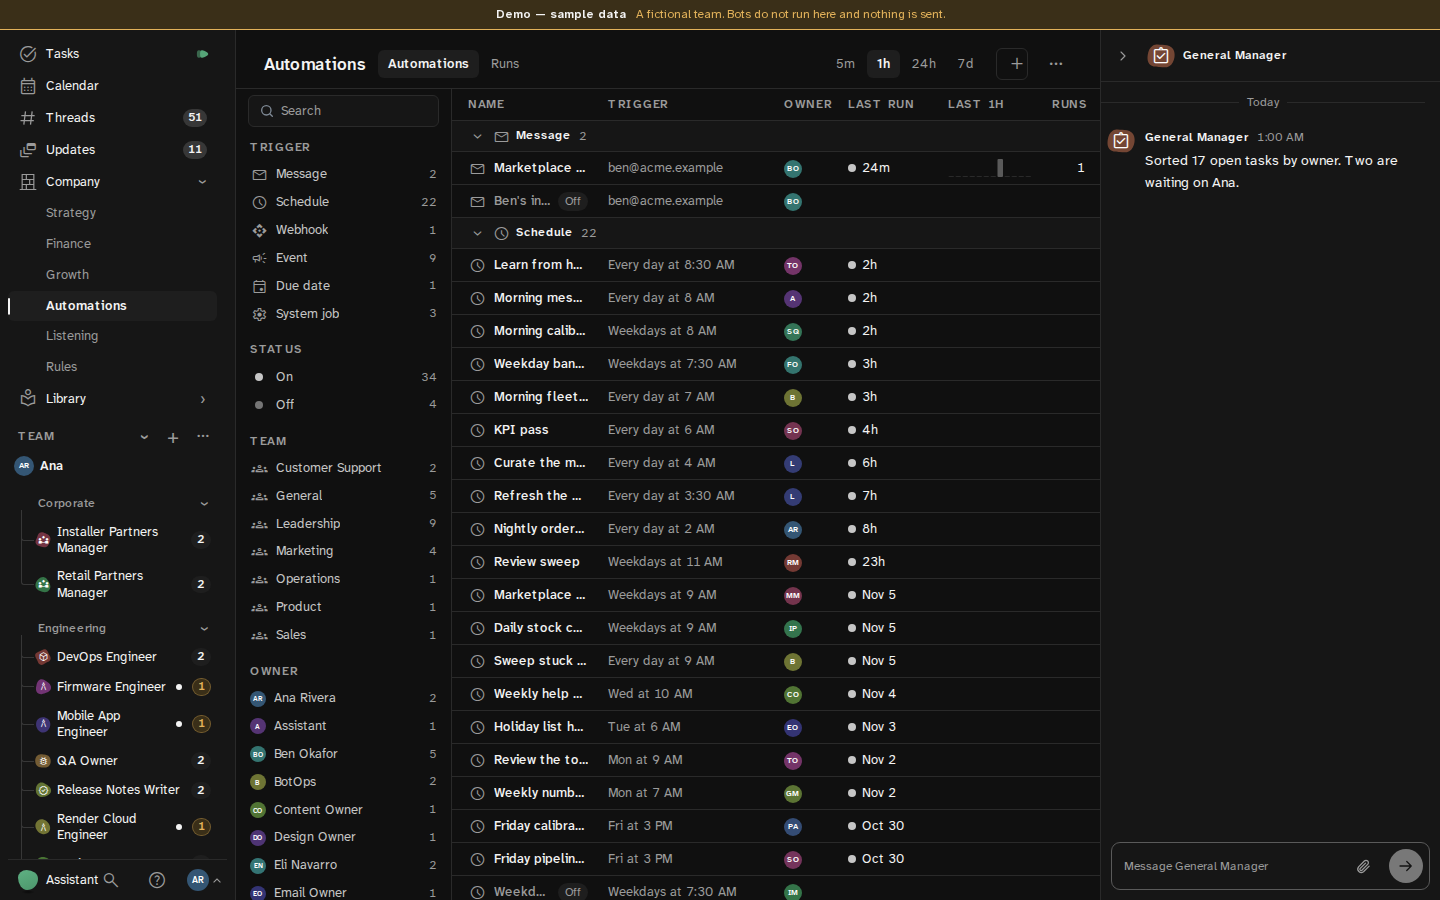 Demo — sample data A fictional team. Bots do not run here and nothing is sent.
Tasks
Calendar
Threads 51
Updates 11
Company
Strategy
Finance
Growth
Automations
Listening
Rules
Library
TEAM
AR Ana
Corporate
Installer Partners
Manager 2
Retail Partners
Manager 2
Engineering
DevOps Engineer 2
Firmware Engineer 1
Mobile App
Engineer 1
QA Owner 2
Release Notes Writer 2
Render Cloud
Engineer 1
Assistant AR
Automations Automations Runs 5m 1h 24h 7d
Search
TRIGGER
Message 2
Schedule 22
Webhook 1
Event 9
Due date 1
System job 3
STATUS
On 34
Off 4
TEAM
Customer Support 2
General 5
Leadership 9
Marketing 4
Operations 1
Product 1
Sales 1
OWNER
AR Ana Rivera 2
A Assistant 1
BO Ben Okafor 5
B BotOps 2
CO Content Owner 1
DO Design Owner 1
EN Eli Navarro 2
EO Email Owner 1
NAME TRIGGER OWNER LAST RUN LAST 1H RUNS
Message 2
Marketplace ... ben@acme.example BO 24m 1
Ben's in... Off ben@acme.example BO
Schedule 22
Learn from h... Every day at 8:30 AM TO 2h
Morning mes... Every day at 8 AM A 2h
Morning calib... Weekdays at 8 AM SG 2h
Weekday ban... Weekdays at 7:30 AM FO 3h
Morning fleet... Every day at 7 AM B 3h
KPI pass Every day at 6 AM SO 4h
Curate the m... Every day at 4 AM L 6h
Refresh the ... Every day at 3:30 AM L 7h
Nightly order... Every day at 2 AM AR 8h
Review sweep Weekdays at 11 AM RM 23h
Marketplace ... Weekdays at 9 AM MM Nov 5
Daily stock c... Weekdays at 9 AM IP Nov 5
Sweep stuck ... Every day at 9 AM B Nov 5
Weekly help ... Wed at 10 AM CO Nov 4
Holiday list h... Tue at 6 AM EO Nov 3
Review the to... Mon at 9 AM TO Nov 2
Weekly numb... Mon at 7 AM GM Nov 2
Friday calibra... Fri at 3 PM PA Oct 30
Friday pipelin... Fri at 3 PM SO Oct 30
Weekd... Off Weekdays at 7:30 AM IM
General Manager
Today
General Manager 1:00 AM
Sorted 17 open tasks by owner. Two are
waiting on Ana.
Message General Manager